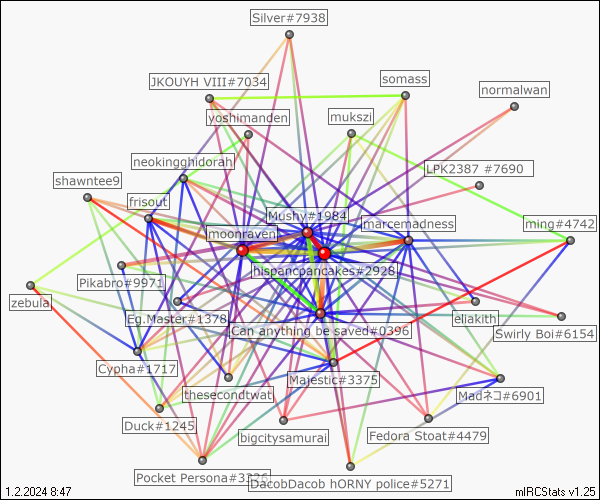 Silver#7938
JKOUYH VIII#7034
somass
normalwan
yoshimanden
mukszi
neokingghidorah
LPK2387 #7690
shawntee9
frisout
Mushy#1984
marcemadness
ming#4742
moonraven
hispancpancakes#2928
Pikabro#9971
zebula
Eg.Master#1378
eliakith
Swirly Boi#6154
Can anything be saved#0396
Cypha#1717
Majestic#3375
thesecondtwat
Madネコ#6901
Duck#1245
bigcitysamurai
Fedora Stoat#4479
Pocket Persona#3326
DacobDacob hORNY police#5271
1.2.2024 8:47
mIRCStats v1.25